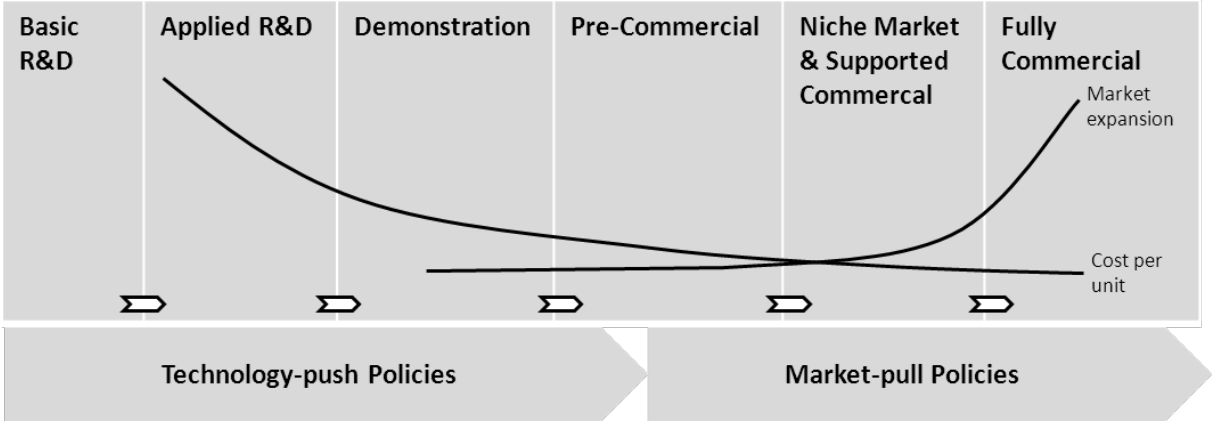 Basic
R&D
Applied R&D
Demonstration
Pre-Commercial
Niche Market
& Supported
Commercal
Fully
Commercial
Market
expansion
Cost per
unit
Technology-push Policies
Market-pull Policies